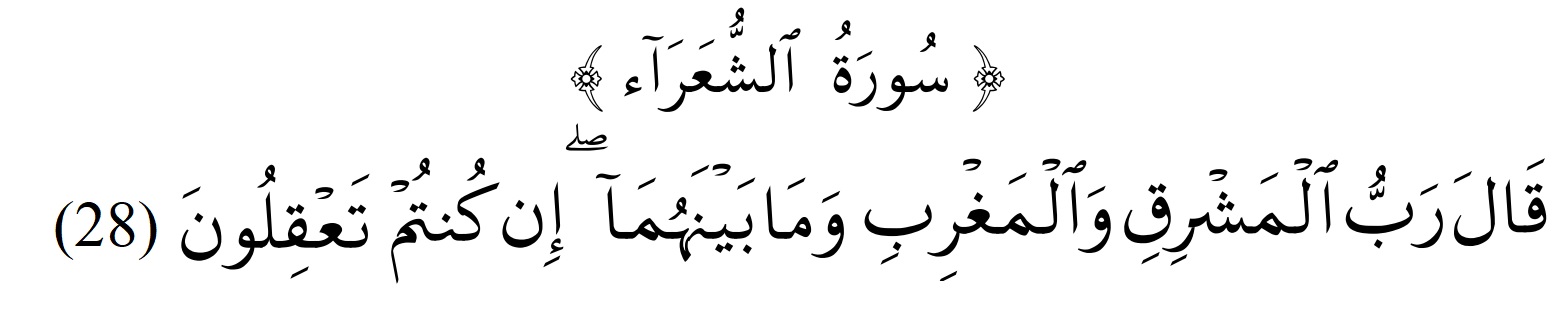 ﴿ سُورَةُ ٱلشُّعَرَآء ﴾
قَالَ رَبُّ ٱلْمَشْرِقِ وَٱلْمَغْرِبِ وَمَا بَيْنَهُمَآ ۖ إِن كُنتُمْ تَعْقِلُونَ (28)